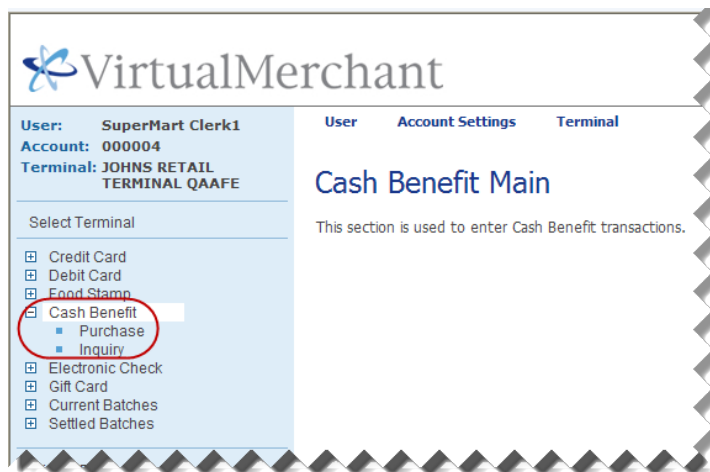 VirtualMerchant
User: SuperMart Clerk1
Account: 000004
Terminal: JOHNS RETAIL
TERMINAL QAAFE
Select Terminal
Credit Card
Debit Card
Food Stamp
Cash Benefit
Purchase
Inquiry
Electronic Check
Gift Card
Current Batches
Settled Batches
User Account Settings Terminal
Cash Benefit Main
This section is used to enter Cash Benefit transactions.